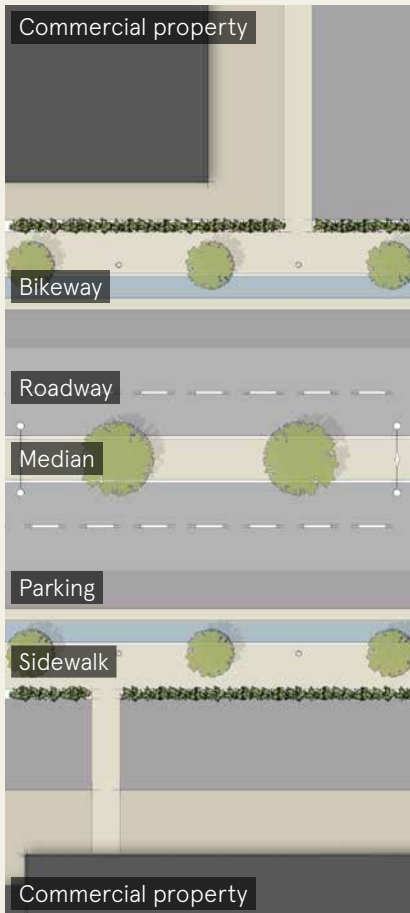 Commercial property
Bikeway
Roadway
Median
Parking
Sidewalk
Commercial property